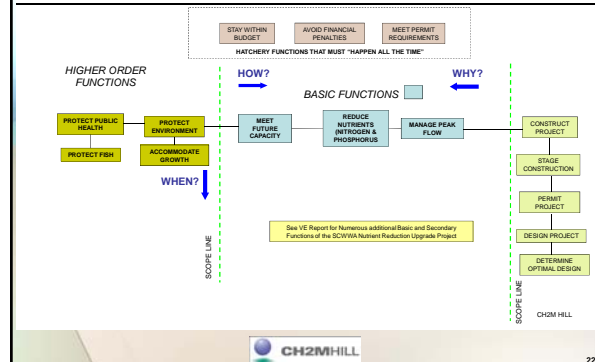 STAY WITHIN
BUDGET
AVOID FINANCIAL
PENALTIES
MEET PERMIT
REQUIREMENTS
HATCHERY FUNCTIONS THAT MUST "HAPPEN ALL THE TIME"
HIGHER ORDER
FUNCTIONS
HOW?
WHY?
BASIC FUNCTIONS
PROTECT PUBLIC
HEALTH
PROTECT
ENVIRONMENT
MEET
FUTURE
CAPACITY
REDUCE
NUTRIENTS
(NITROGEN &
PHOSPHORUS
MANAGE PEAK
FLOW
CONSTRUCT
PROJECT
PROTECT FISH
ACCOMMODATE
GROWTH
STAGE
CONSTRUCTION
WHEN?
PERMIT
PROJECT
See VE Report for Numerous additional Basic and Secondary
Functions of the SCWWA Nutrient Reduction Upgrade Project
DESIGN PROJECT
DETERMINE
OPTIMAL DESIGN
SCOPE LINE
SCOPE LINE
CH2M HILL
CH2MHILL
22